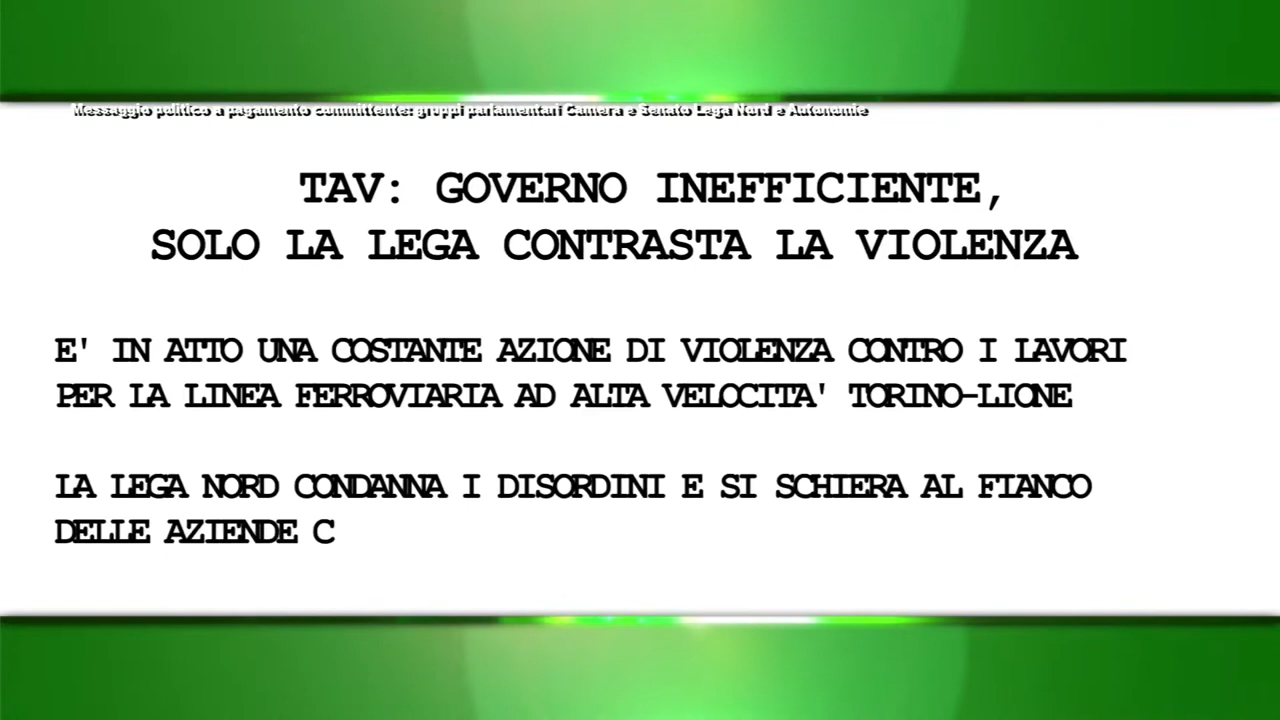 Messaggio politico a pagamento committente: gruppi parlamentari Camera e Senato Lega Nord e Autonomie
TAV: GOVERNO INEFFICIENTE,
SOLO LA LEGA CONTRASTA LA VIOLENZA
E' IN ATTO UNA COSTANTE AZIONE DI VIOLENZA CONTRO I LAVORI
PER LA LINEA FERROVIARIA AD ALTA VELOCITA' TORINO-LIONE
LA LEGA NORD CONDANNA I DISORDINI E SI SCHIERA AL FIANCO
DELLE AZIENDE C